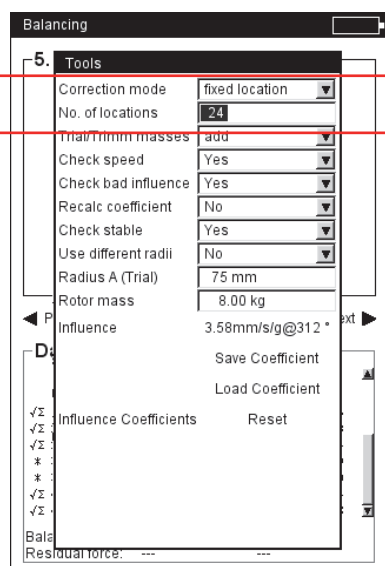 Balancing
5.
Tools
Correction mode fixed location
No. of locations 24
Trial/Trimm masses add
Check speed Yes
Check bad influence Yes
Recalc coefficient No
Check stable Yes
Use different radii No
Radius A (Trial) 75 mm
Rotor mass 8.00 kg
Influence 3.58mm/s/g@312 °
Save Coefficient
Load Coefficient
Influence Coefficients Reset
√Σ
√Σ
√Σ
*
*
√Σ
√Σ
Residual force: --- ---